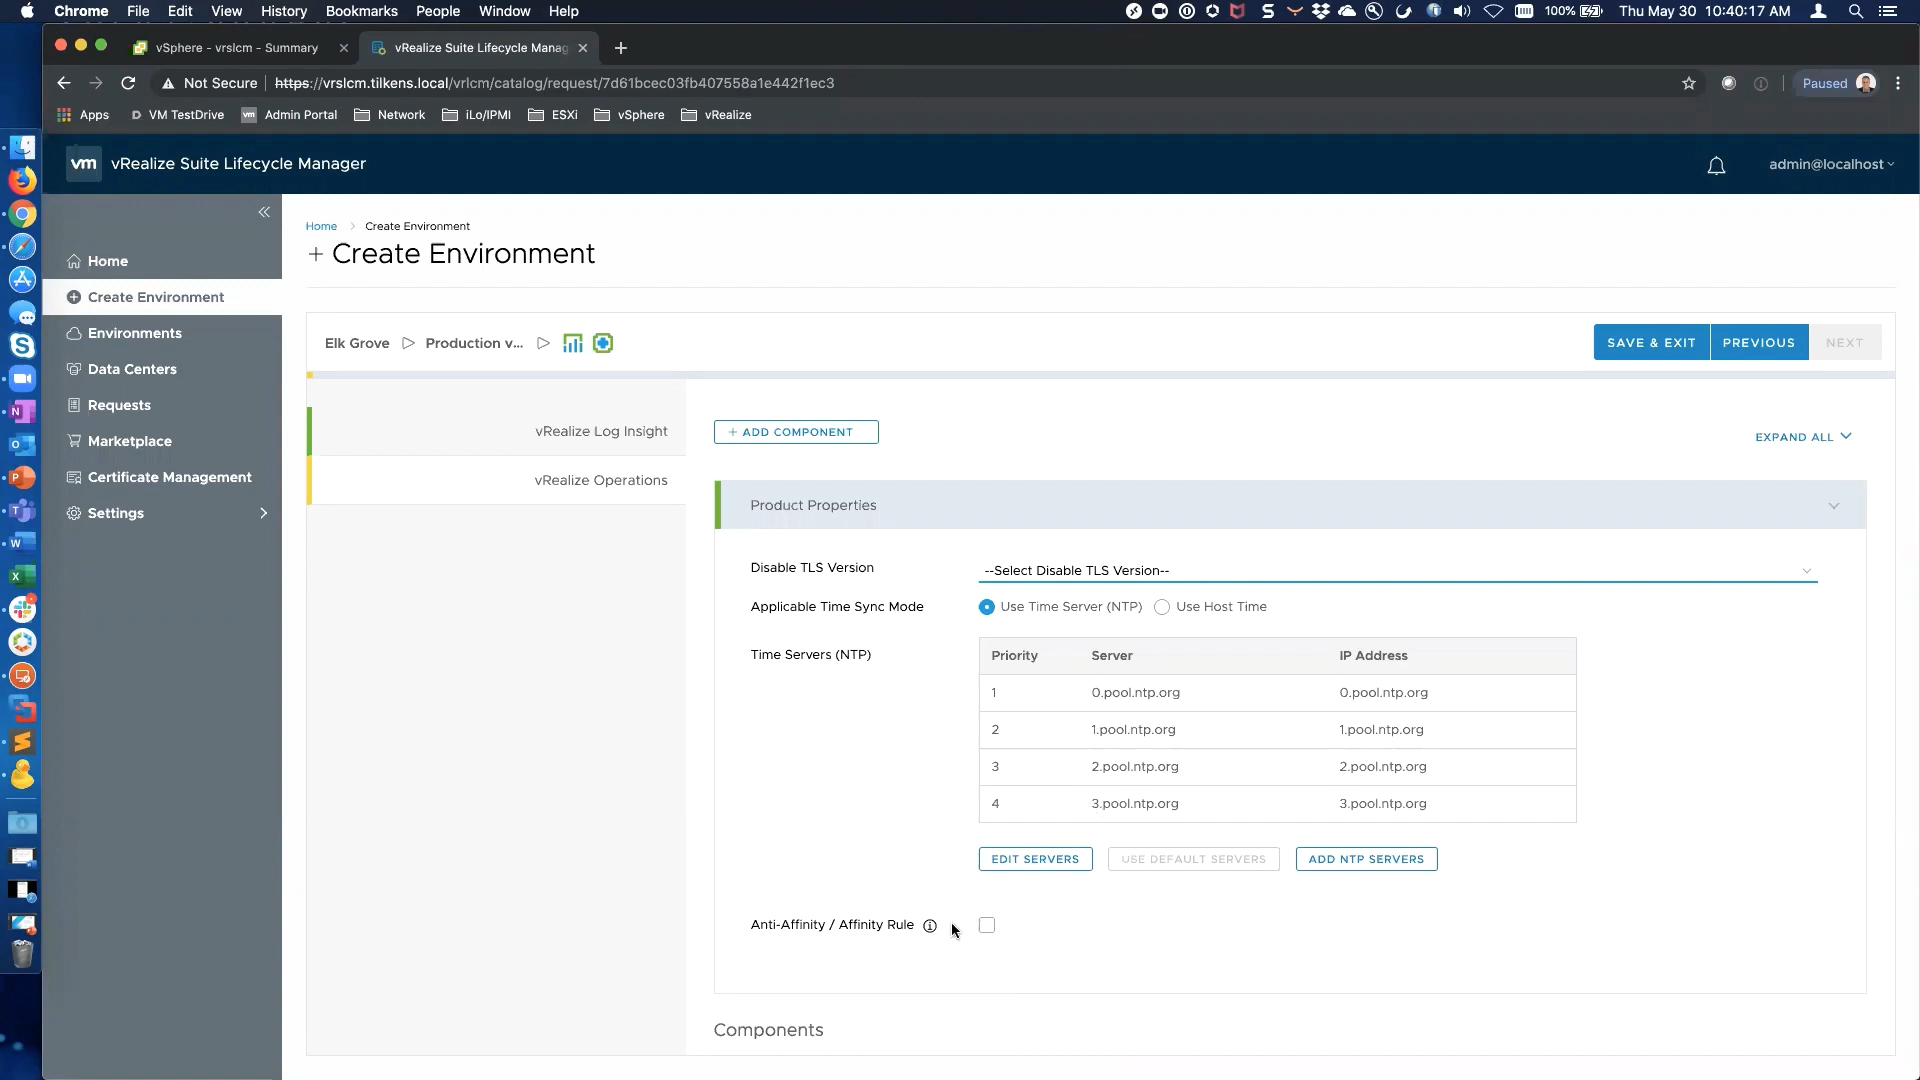 Chrome File Edit View History Bookmarks People Window Help 100% Thu May 30 10:40:17 AM
vSphere - vrslcm - Summary
vRealize Suite Lifecycle Manag
Not Secure https://vrslcm.tilkens.local/vrlcm/catalog/request/7d61bcec03fb407558a1e442f1ec3 Paused
Apps VM TestDrive Admin Portal Network iLo/IPMI ESXi vSphere vRealize
vm vRealize Suite Lifecycle Manager admin@localhost
Home
Create Environment
Environments
Data Centers
Requests
Marketplace
Certificate Management
Settings
Home > Create Environment
+ Create Environment
Elk Grove Production v... SAVE & EXIT PREVIOUS NEXT
vRealize Log Insight
vRealize Operations
+ ADD COMPONENT
EXPAND ALL
Product Properties
Disable TLS Version --Select Disable TLS Version--
Applicable Time Sync Mode Use Time Server (NTP) Use Host Time
Time Servers (NTP)
Priority Server IP Address
1 0.pool.ntp.org 0.pool.ntp.org
2 1.pool.ntp.org 1.pool.ntp.org
3 2.pool.ntp.org 2.pool.ntp.org
4 3.pool.ntp.org 3.pool.ntp.org
EDIT SERVERS USE DEFAULT SERVERS ADD NTP SERVERS
Anti-Affinity / Affinity Rule
Components